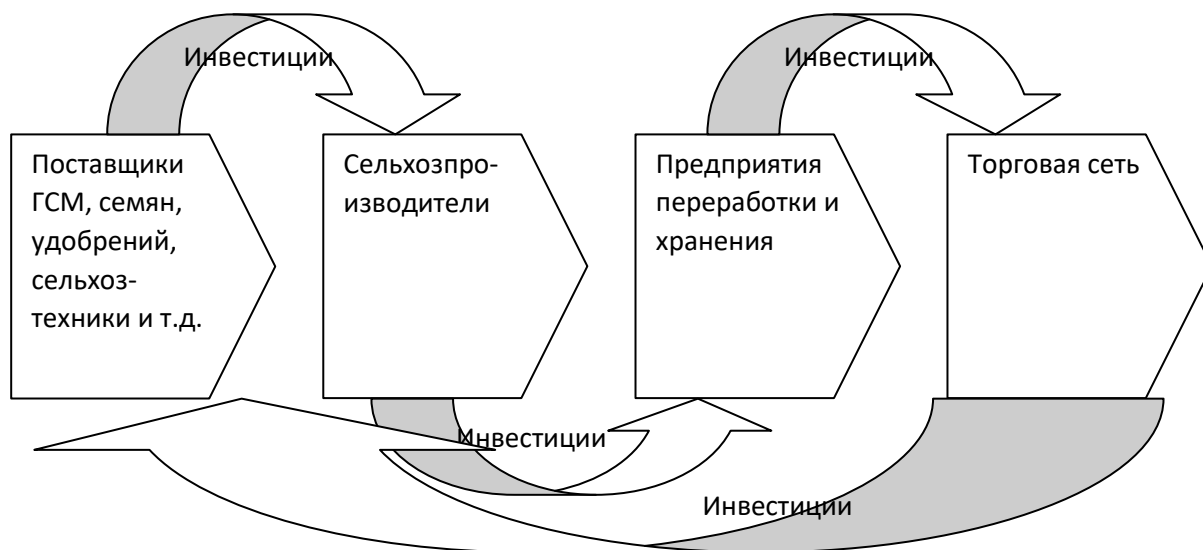 Инвестиции
Инвестиции
Поставщики
ГСМ, семян,
удобрений,
сельхоз-
техники и т.д.
Сельхозпро-
изводители
Предприятия
переработки и
хранения
Торговая сеть
Инвестиции
Инвестиции